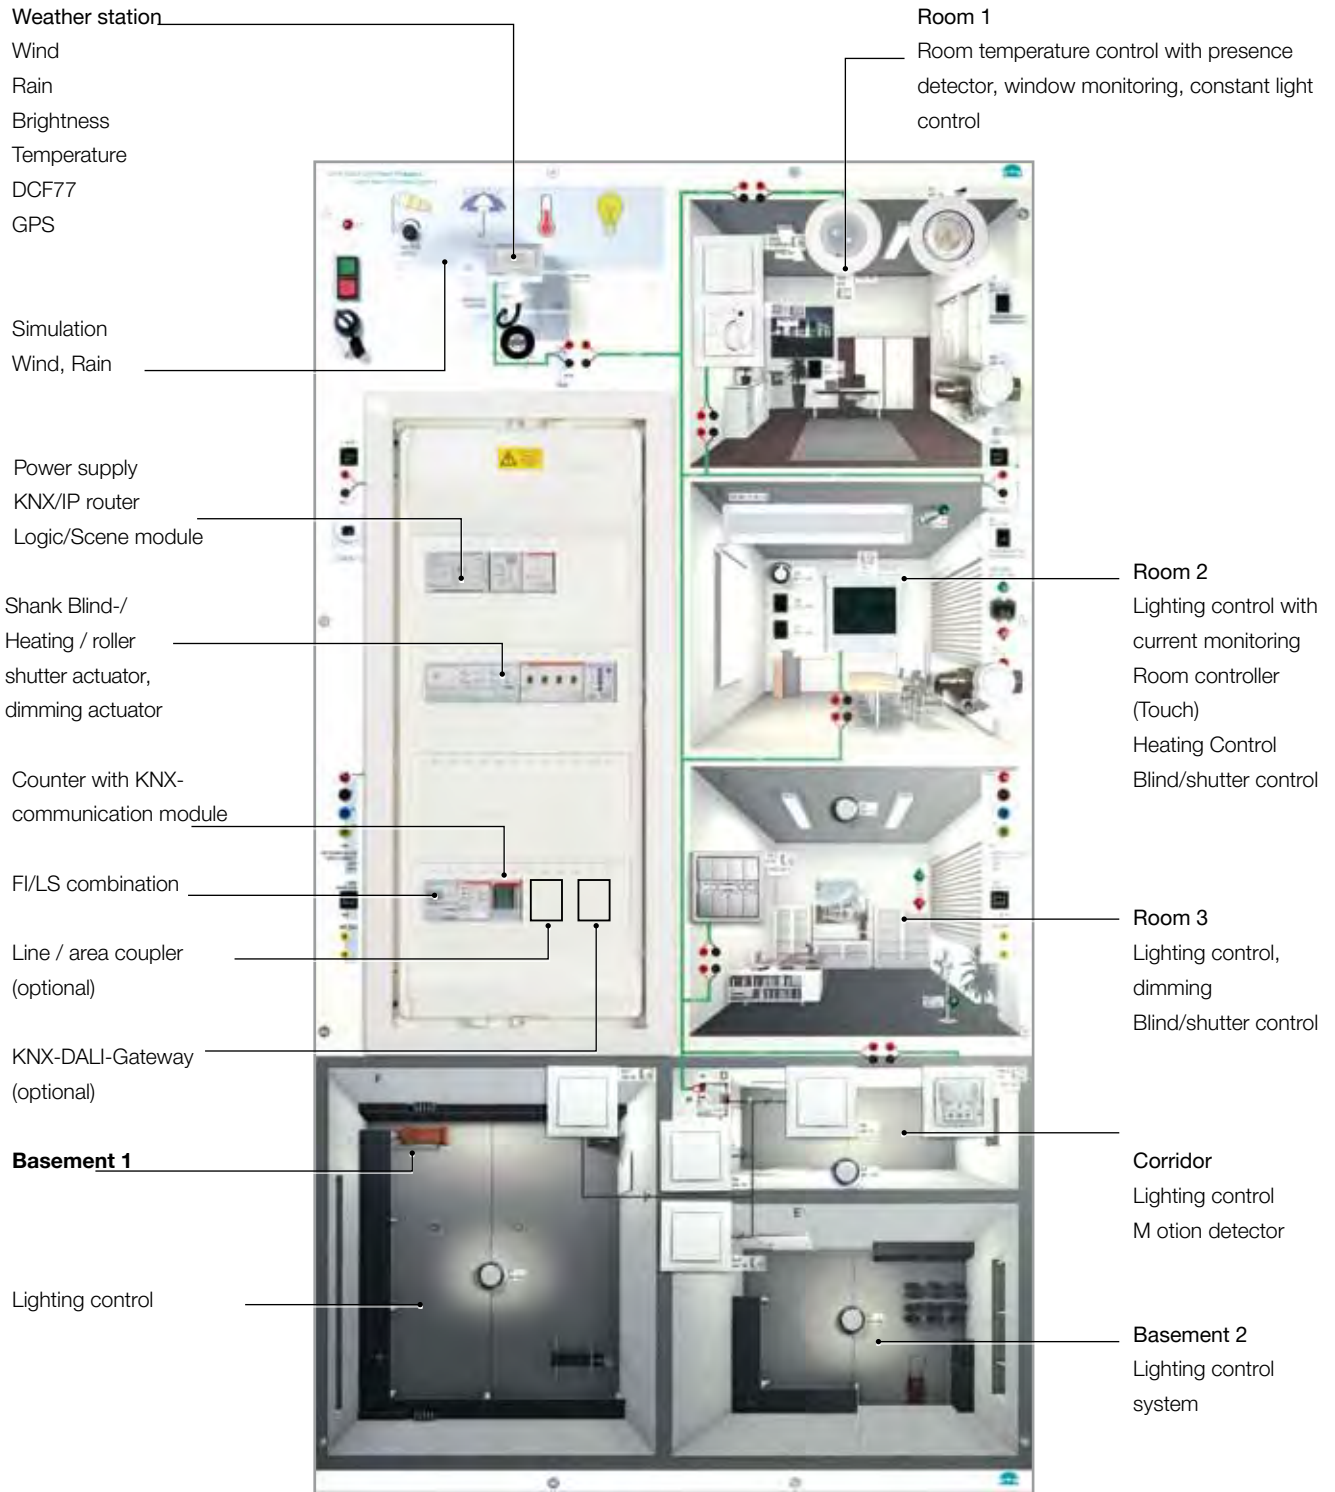 Weather station
Wind
Rain
Brightness
Temperature
DCF77
GPS
Simulation
Wind, Rain
Power supply
KNX/IP router
Logic/Scene module
Shank Blind-/
Heating / roller
shutter actuator,
dimming actuator
Counter with KNX-
communication module
FI/LS combination
Line / area coupler
(optional)
KNX-DALI-Gateway
(optional)
Basement 1
Lighting control
Room 1
Room temperature control with presence
detector, window monitoring, constant light
control
Room 2
Lighting control with
current monitoring
Room controller
(Touch)
Heating Control
Blind/shutter control
Room 3
Lighting control,
dimming
Blind/shutter control
Corridor
Lighting control
M otion detector
Basement 2
Lighting control
system